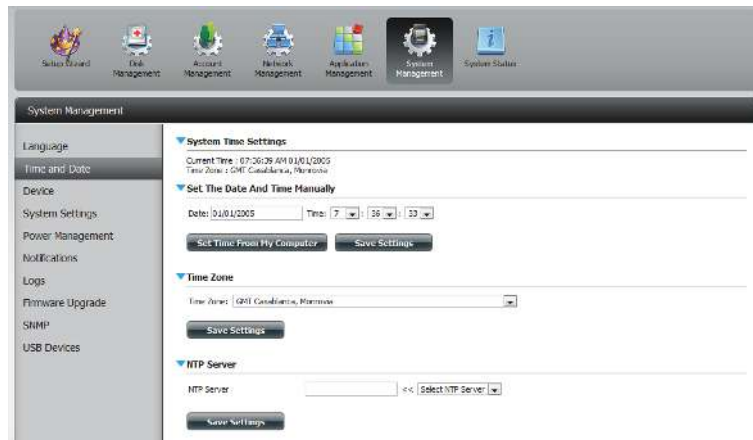 Setup Wizard
Disk Management
Account Management
Network Management
Application Management
System Management
System Status
System Management
Language
Time and Date
Device
System Settings
Power Management
Notifications
Logs
Firmware Upgrade
SNMP
USB Devices
System Time Settings
Current Time : 07:36:39 AM 01/01/2005
Time Zone : GMT Casablanca, Monrovia
Set The Date And Time Manually
Date: 01/01/2005 Time: 7 : 36 : 33
Set Time From My Computer Save Settings
Time Zone
Time Zone: GMT Casablanca, Monrovia
Save Settings
NTP Server
NTP Server << Select NTP Server
Save Settings